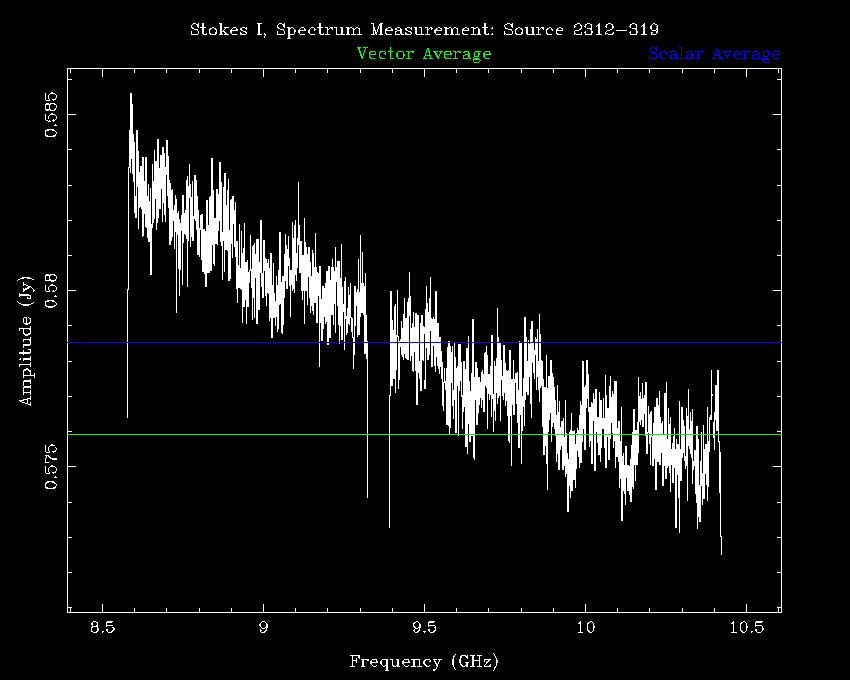 Stokes I, Spectrum Measurement: Source 2312−319
Vector Average Scalar Average
0.585
0.58
0.575
Amplitude (Jy)
8.5 9 9.5 10 10.5
Frequency (GHz)